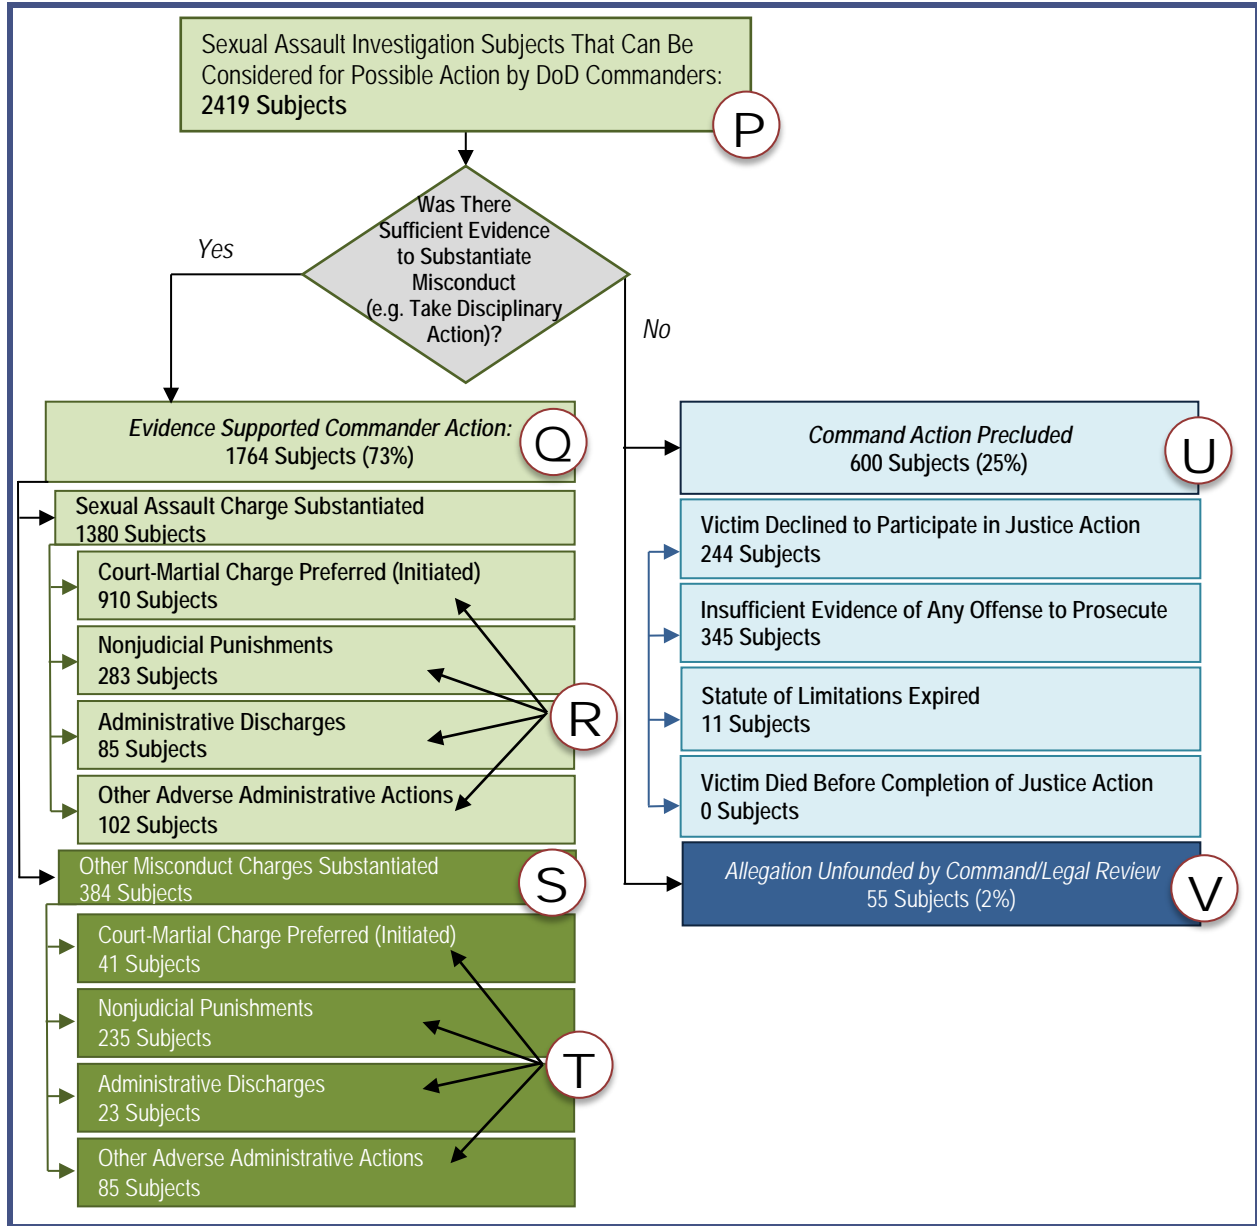 Sexual Assault Investigation Subjects That Can Be
Considered for Possible Action by DoD Commanders:
2419 Subjects
P
Was There
Sufficient Evidence
to Substantiate
Misconduct
(e.g. Take Disciplinary
Action)?
Yes
No
Evidence Supported Commander Action:
1764 Subjects (73%)
Q
Sexual Assault Charge Substantiated
1380 Subjects
Court-Martial Charge Preferred (Initiated)
910 Subjects
Nonjudicial Punishments
283 Subjects
Administrative Discharges
85 Subjects
Other Adverse Administrative Actions
102 Subjects
R
Other Misconduct Charges Substantiated
384 Subjects
S
Court-Martial Charge Preferred (Initiated)
41 Subjects
Nonjudicial Punishments
235 Subjects
Administrative Discharges
23 Subjects
Other Adverse Administrative Actions
85 Subjects
T
Command Action Precluded
600 Subjects (25%)
U
Victim Declined to Participate in Justice Action
244 Subjects
Insufficient Evidence of Any Offense to Prosecute
345 Subjects
Statute of Limitations Expired
11 Subjects
Victim Died Before Completion of Justice Action
0 Subjects
Allegation Unfounded by Command/Legal Review
55 Subjects (2%)
V